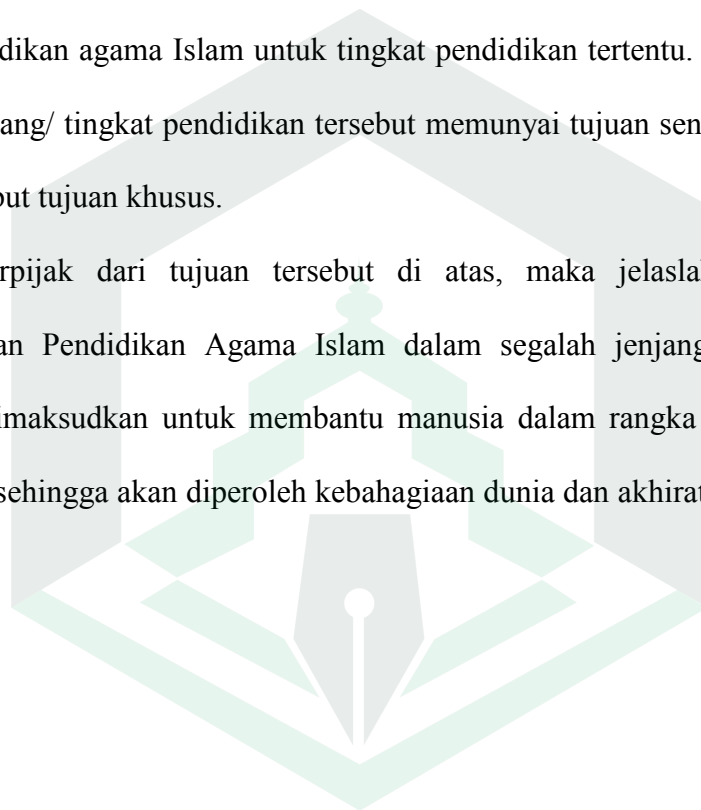 dikan agama Islam untuk tingkat pendidikan tertentu.
ang/ tingkat pendidikan tersebut memunyai tujuan sen
but tujuan khusus.
rpijak dari tujuan tersebut di atas, maka jelasla
an Pendidikan Agama Islam dalam segalah jenjang
imaksudkan untuk membantu manusia dalam rangka
sehingga akan diperoleh kebahagiaan dunia dan akhirat